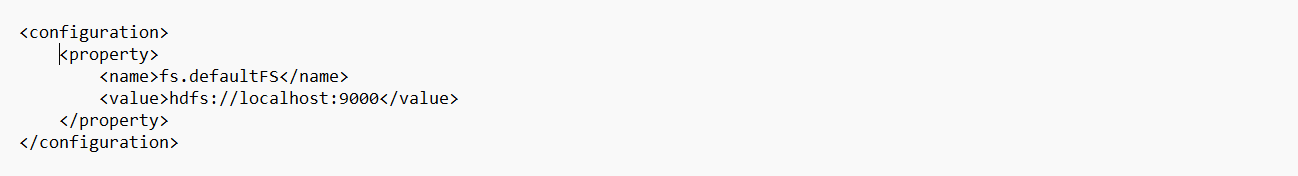 <configuration>
    <property>
        <name>fs.defaultFS</name>
        <value>hdfs://localhost:9000</value>
    </property>
</configuration>